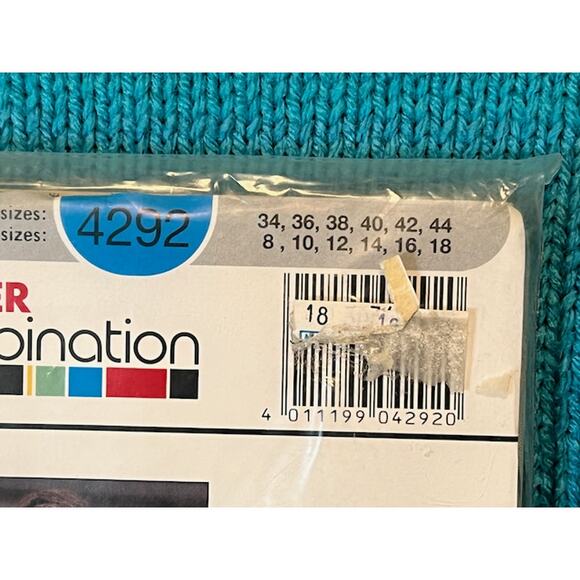 sizes: 4292 34, 36, 38, 40, 42, 44
sizes: 8, 10, 12, 14, 16, 18
ER
bination
18
4 011199 042920